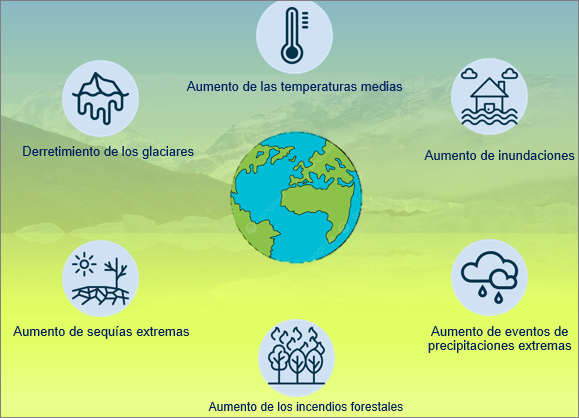 Aumento de las temperaturas medias
Derretimiento de los glaciares
Aumento de inundaciones
Aumento de sequías extremas
Aumento de eventos de
precipitaciones extremas
Aumento de los incendios forestales